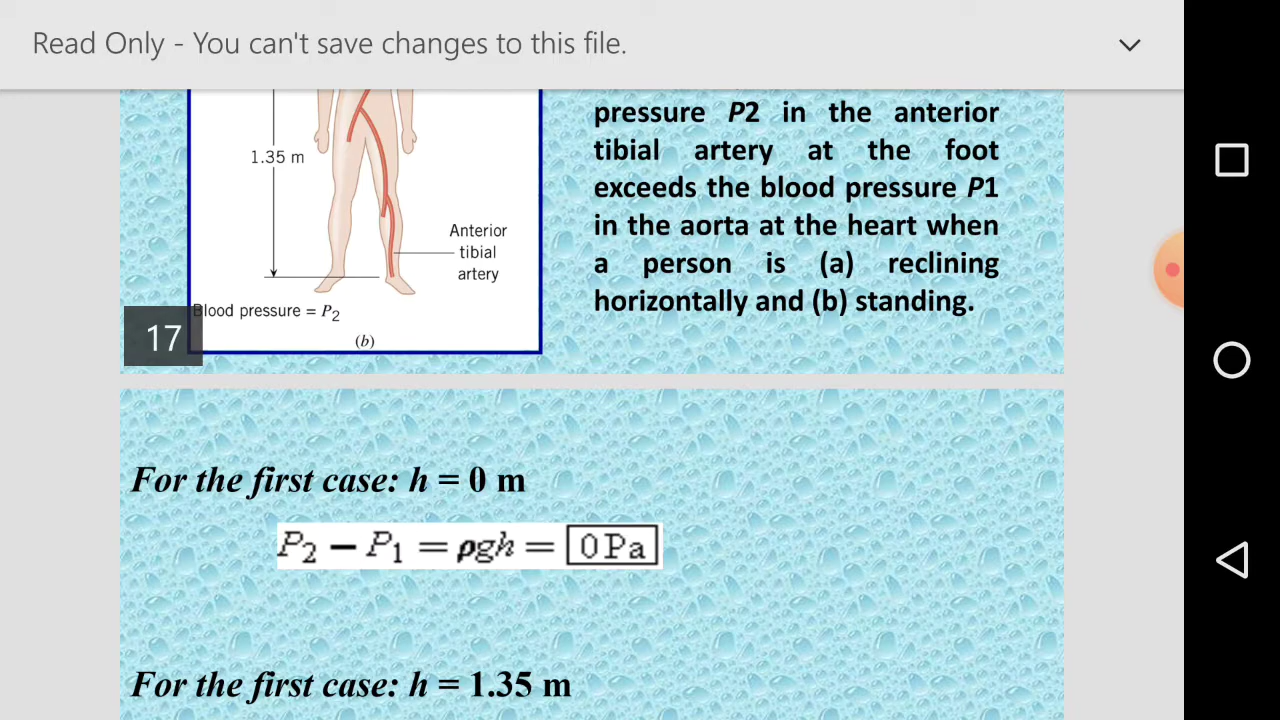 Read Only - You can't save changes to this file.
1.35 m
Anterior
tibial
artery
Blood pressure = P2
(b)
17
pressure P2 in the anterior
tibial artery at the foot
exceeds the blood pressure P1
in the aorta at the heart when
a person is (a) reclining
horizontally and (b) standing.
For the first case: h = 0 m
P2 − P1 = ρgh = 0 Pa
For the first case: h = 1.35 m